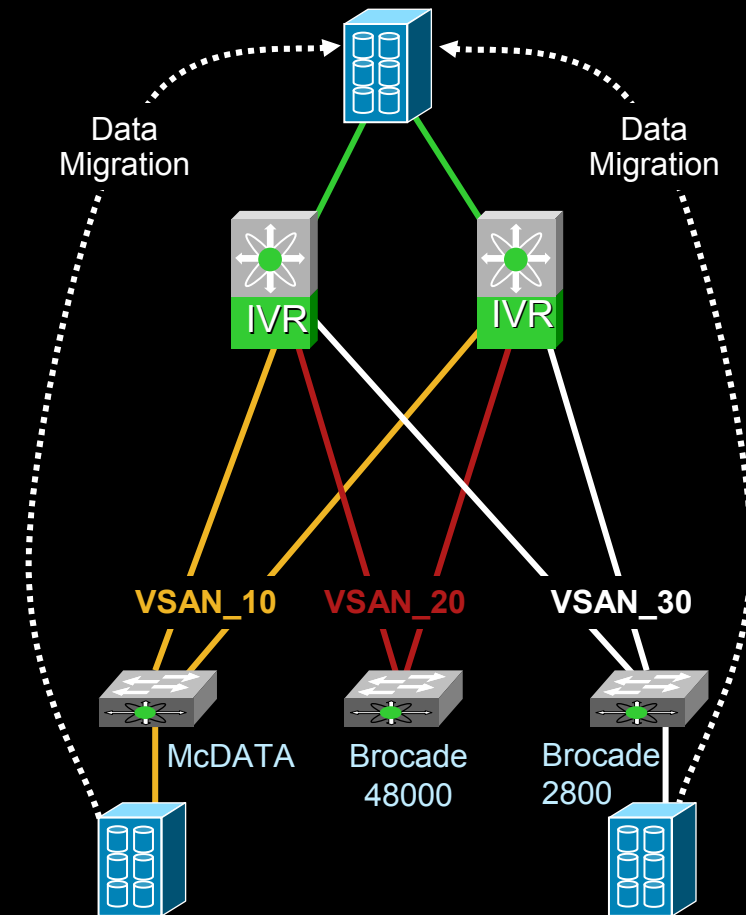 Data
Migration
Data
Migration
IVR
IVR
VSAN_10
VSAN_20
VSAN_30
McDATA
Brocade
48000
Brocade
2800